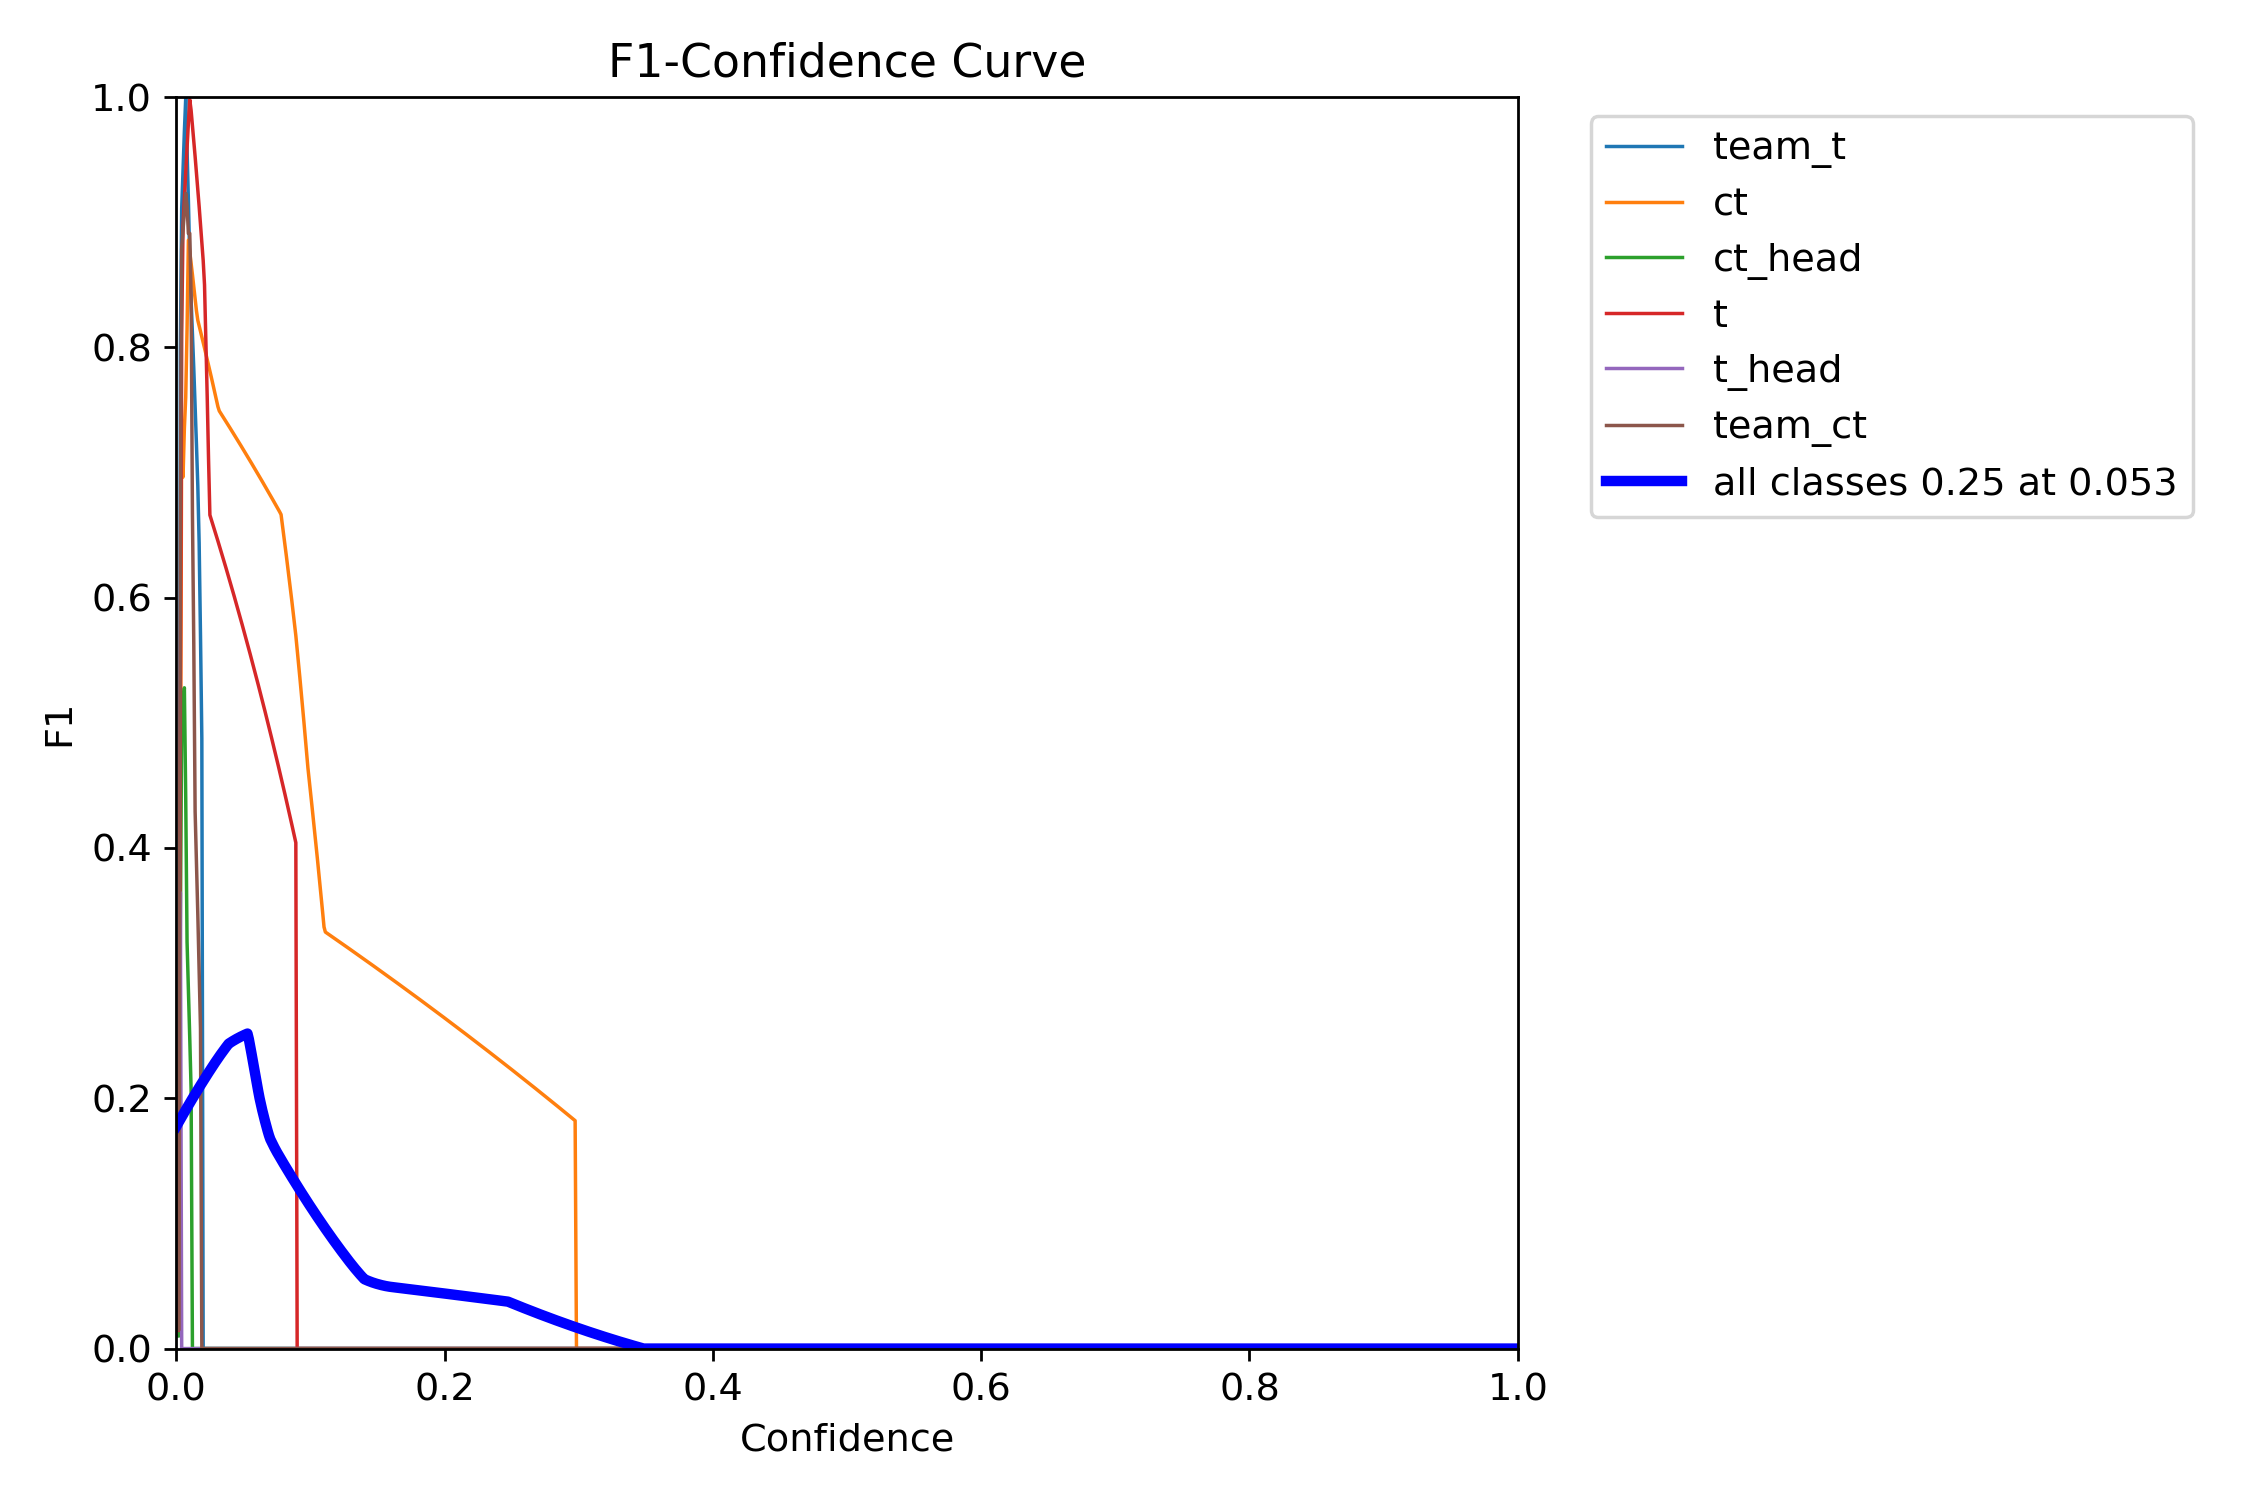 F1-Confidence Curve
1.0
0.8
0.6
0.4
0.2
0.0
F1
0.0 0.2 0.4 0.6 0.8 1.0
Confidence
team_t
ct
ct_head
t
t_head
team_ct
all classes 0.25 at 0.053